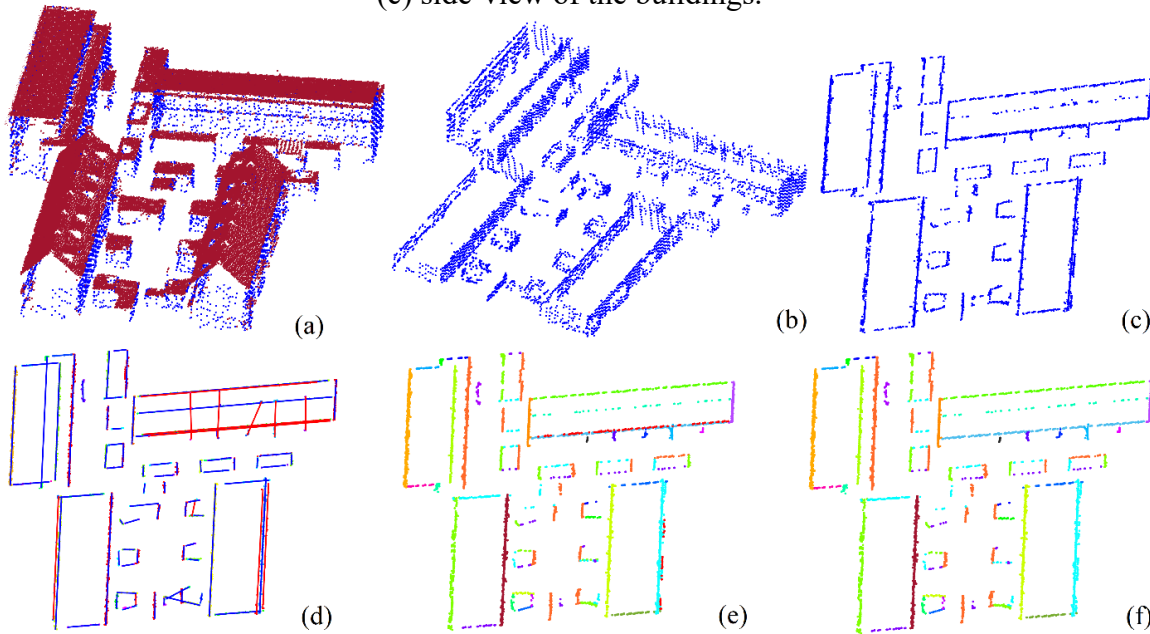 (c) side-view of the buildings.
(a)
(b)
(c)
(d)
(e)
(f)